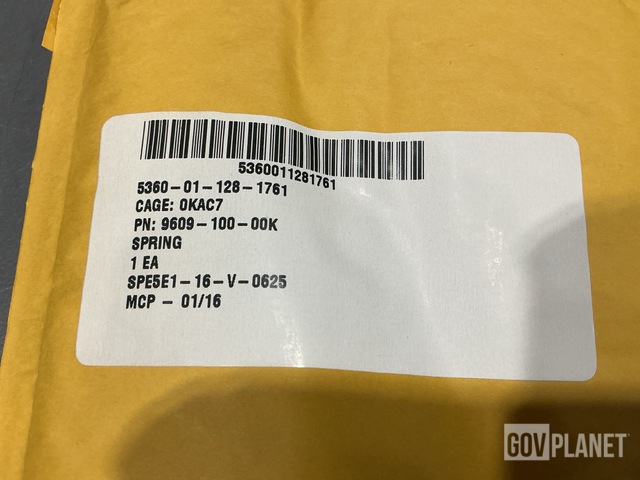 5360011281761
5360-01-128-1761
CAGE: 0KAC7
PN: 9609-100-00K
SPRING
1 EA
SPE5E1-16-V-0625
MCP - 01/16
GOVPLANET